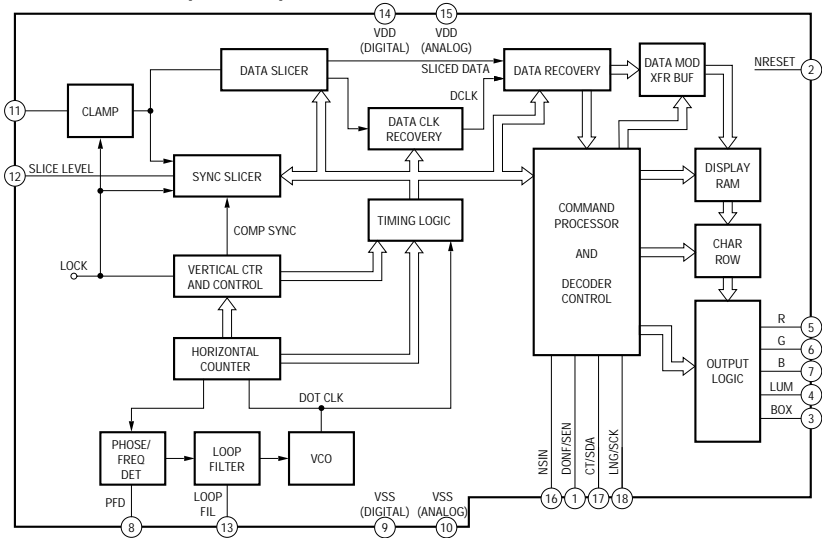 14
15
VDD
(DIGITAL)
VDD
(ANALOG)
NRESET
2
DATA SLICER
SLICED DATA
DATA RECOVERY
DATA MOD
XFR BUF
DCLK
11
CLAMP
DATA CLK
RECOVERY
12
SLICE LEVEL
SYNC SLICER
DISPLAY
RAM
COMMAND
PROCESSOR
AND
DECODER
CONTROL
TIMING LOGIC
COMP SYNC
CHAR
ROW
LOCK
VERTICAL CTR
AND CONTROL
HORIZONTAL
COUNTER
OUTPUT
LOGIC
R
5
G
6
B
7
LUM
4
BOX
3
DOT CLK
PHOSE/
FREQ
DET
LOOP
FILTER
VCO
NSIN
DONF/SEN
CT/SDA
LNG/SCK
16
1
17
18
PFD
8
LOOP
FIL
13
VSS
(DIGITAL)
9
VSS
(ANALOG)
10